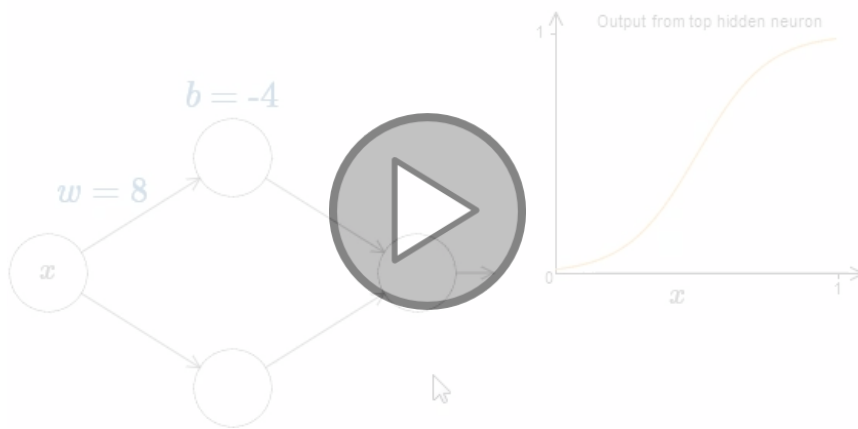 Output from top hidden neuron
1
b = -4
w = 8
x
0
x
1